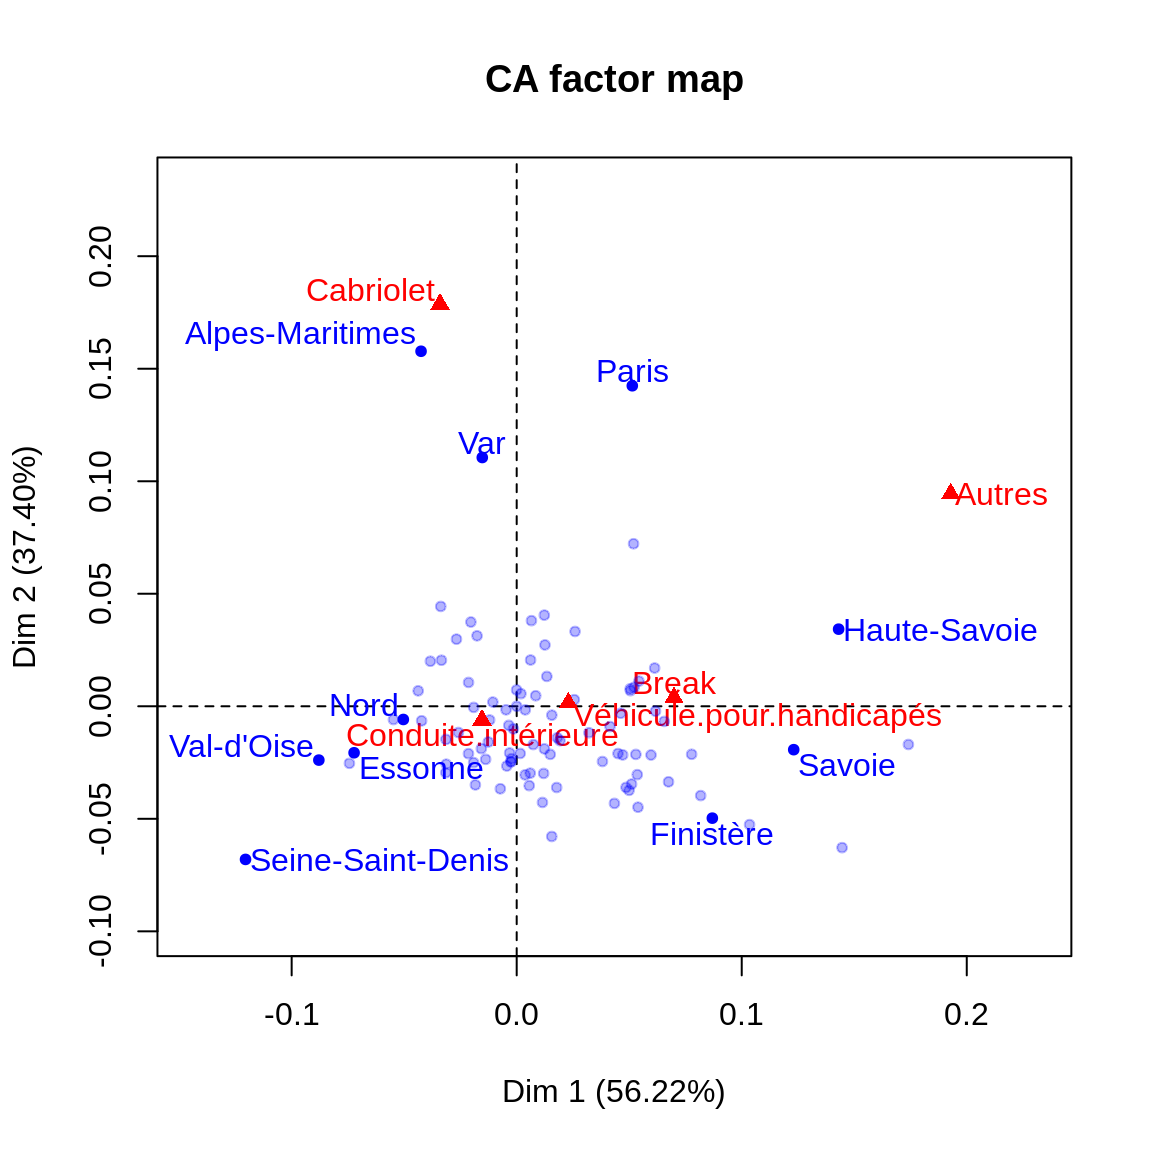 CA factor map
Cabriolet
Alpes-Maritimes
Paris
Var
Autres
Haute-Savoie
Break
Nord
Véhicule.pour.handicapés
Conduite.intérieure
Val-d'Oise
Essonne
Savoie
Finistère
Seine-Saint-Denis
0.20
0.15
0.10
0.05
0.00
-0.05
-0.10
Dim 2 (37.40%)
-0.1
0.0
0.1
0.2
Dim 1 (56.22%)